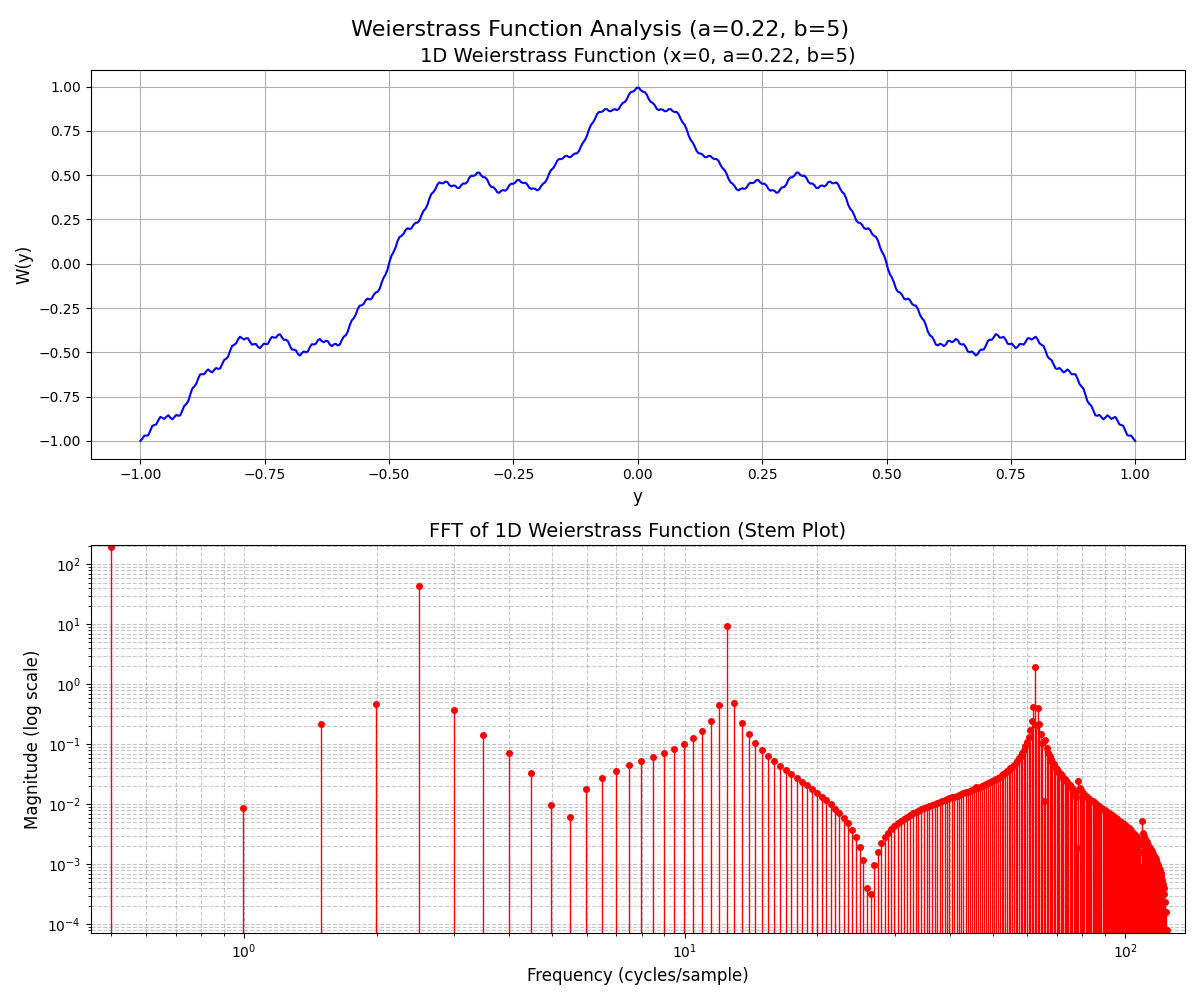 Weierstrass Function Analysis (a=0.22, b=5)
1D Weierstrass Function (x=0, a=0.22, b=5)
1.00
0.75
0.50
0.25
0.00
−0.25
−0.50
−0.75
−1.00
W(y)
−1.00 −0.75 −0.50 −0.25 0.00 0.25 0.50 0.75 1.00
y
FFT of 1D Weierstrass Function (Stem Plot)
10²
10¹
10⁰
10⁻¹
10⁻²
10⁻³
10⁻⁴
Magnitude (log scale)
10⁰ 10¹ 10²
Frequency (cycles/sample)